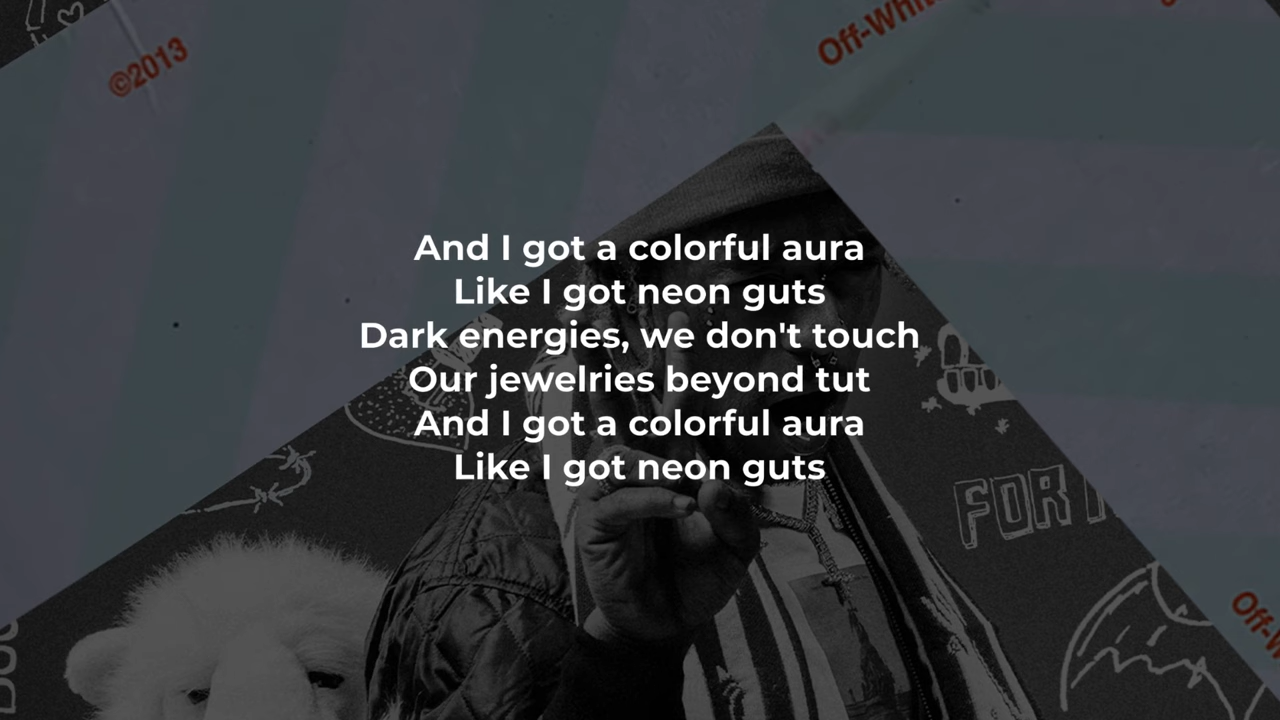 ©2013
Off-Whit
And I got a colorful aura
Like I got neon guts
Dark energies, we don't touch
Our jewelries beyond tut
And I got a colorful aura
Like I got neon guts
FOR
Off-W